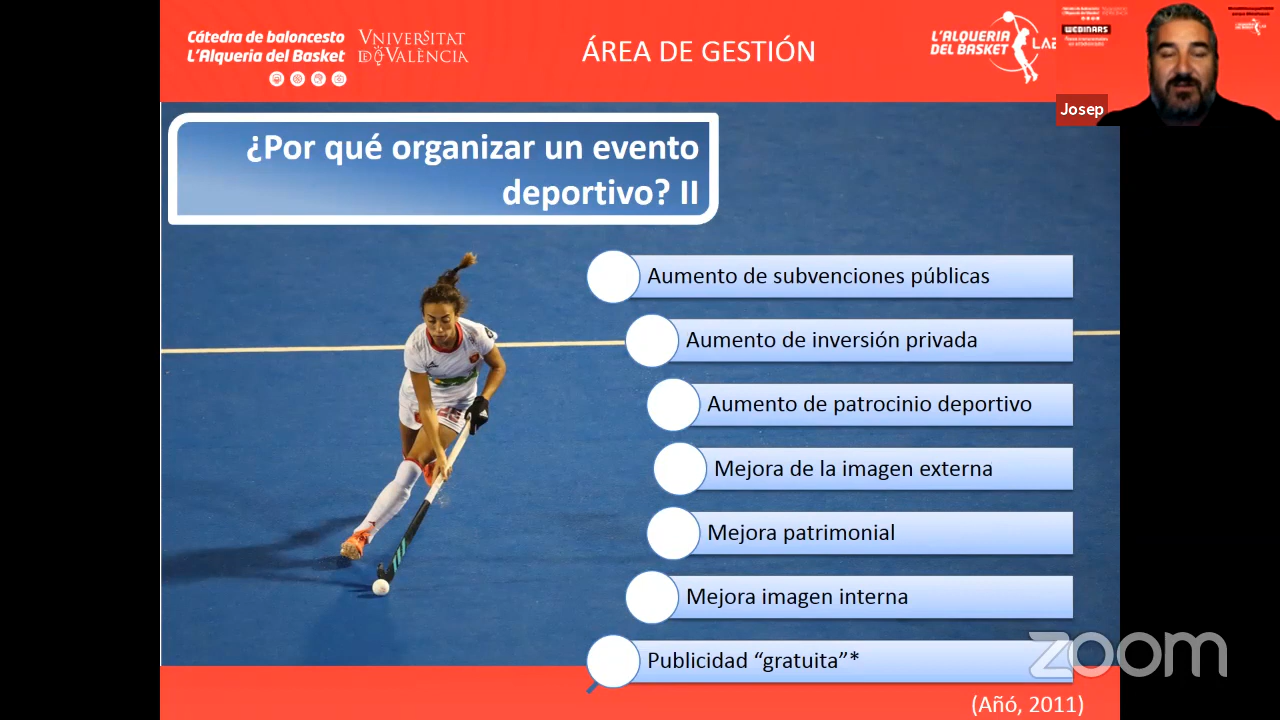 Cátedra de baloncesto
L'Alqueria del Basket
VNIVERSITAT
DE VALÈNCIA
ÁREA DE GESTIÓN
L'ALQUERIA
DEL BASKET
LAB
WEBINARS
Josep
¿Por qué organizar un evento
deportivo? II
Aumento de subvenciones públicas
Aumento de inversión privada
Aumento de patrocinio deportivo
Mejora de la imagen externa
Mejora patrimonial
Mejora imagen interna
Publicidad “gratuita”*
zoom
(Añó, 2011)